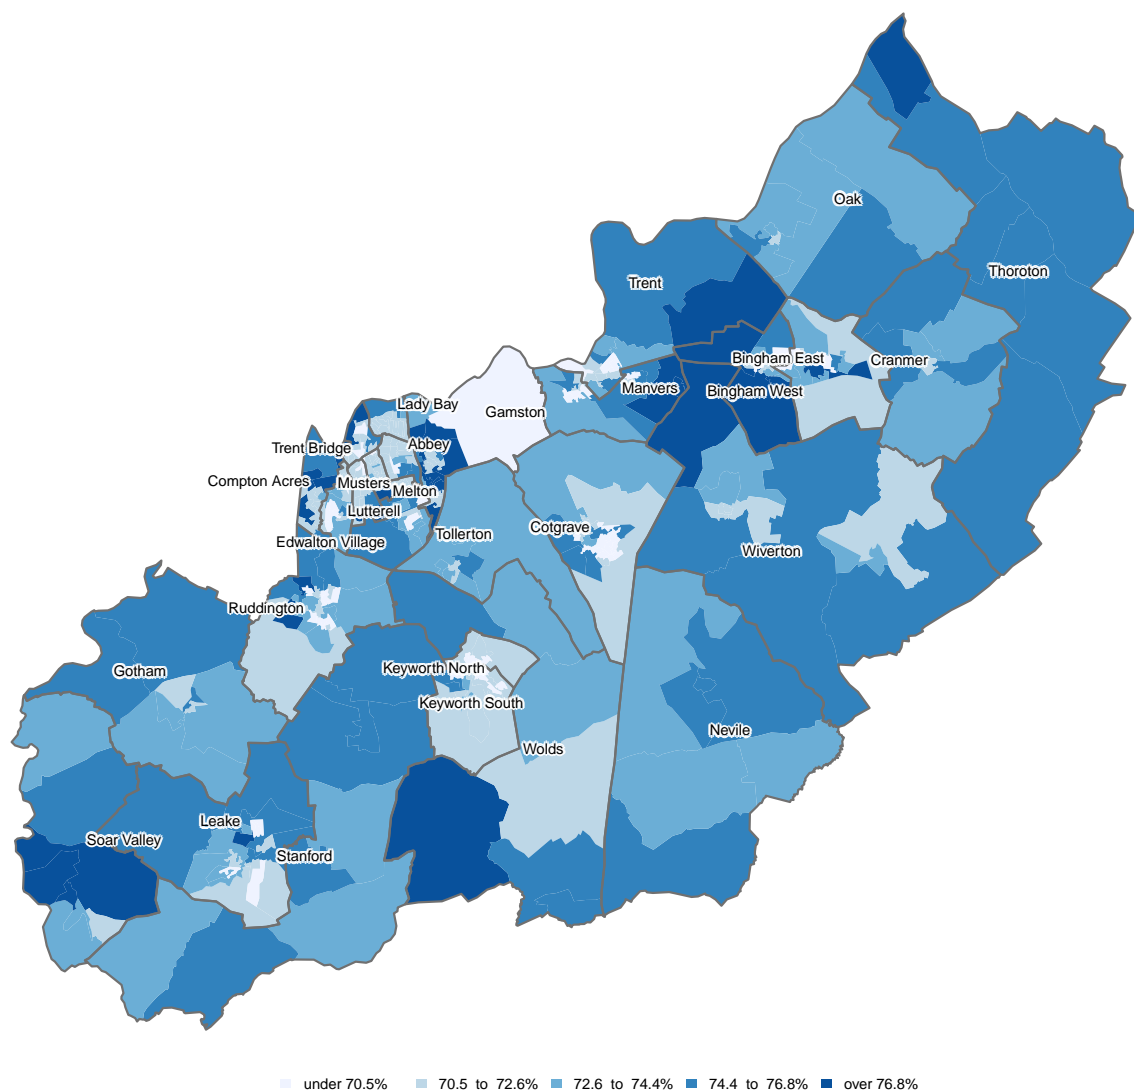 Oak
Thoroton
Trent
Bingham East
Cranmer
Manvers
Bingham West
Lady Bay
Gamston
Trent Bridge
Abbey
Compton Acres
Musters
Melton
Lutterell
Cotgrave
Tollerton
Edwalton Village
Wiverton
Ruddington
Gotham
Keyworth North
Keyworth South
Nevile
Wolds
Leake
Soar Valley
Stanford
under 70.5% 70.5 to 72.6% 72.6 to 74.4% 74.4 to 76.8% over 76.8%